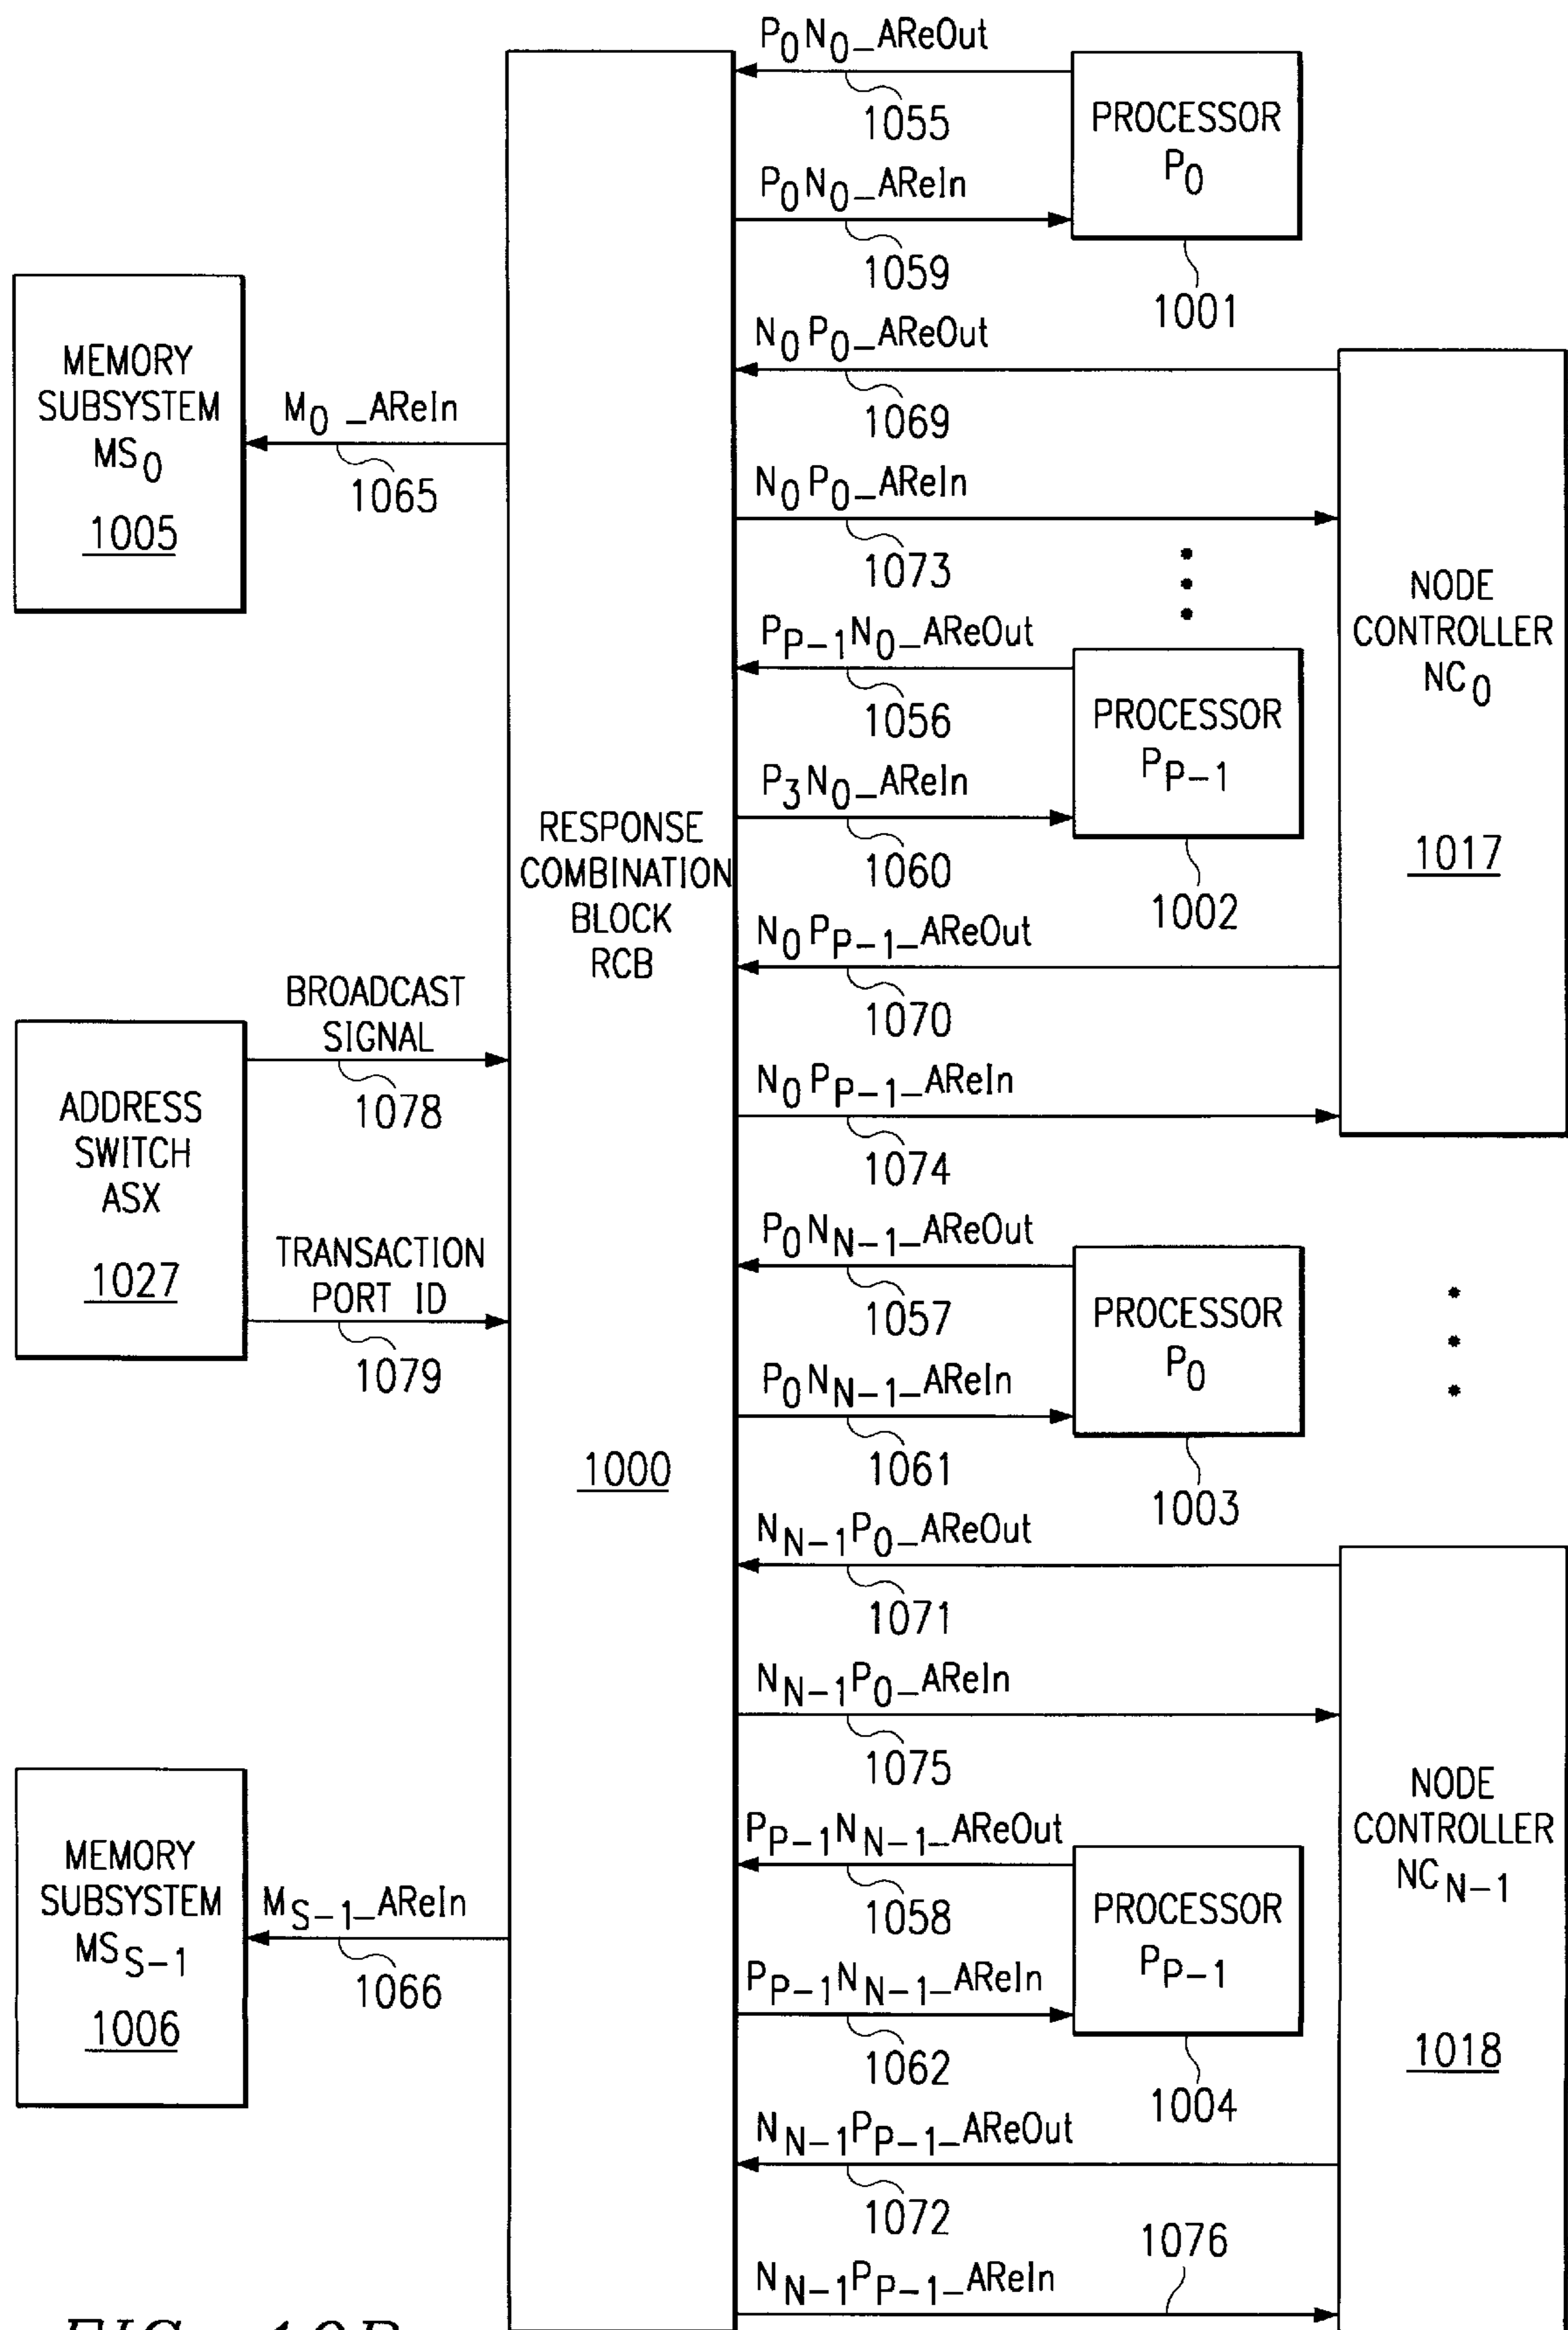 P0N0_AReOut
1055
PROCESSOR
P0
P0N0_AReIn
1059
1001
N0P0_AReOut
1069
MEMORY
SUBSYSTEM
MS0
1005
M0_AReIn
1065
N0P0_AReIn
1073
NODE
CONTROLLER
NC0
1017
PP-1N0_AReOut
1056
PROCESSOR
PP-1
P3N0_AReIn
1060
1002
RESPONSE
COMBINATION
BLOCK
RCB
1000
N0PP-1_AReOut
1070
BROADCAST
SIGNAL
1078
N0PP-1_AReIn
1074
ADDRESS
SWITCH
ASX
1027
TRANSACTION
PORT ID
1079
P0NN-1_AReOut
1057
PROCESSOR
P0
P0NN-1_AReIn
1061
1003
NN-1P0_AReOut
1071
NN-1P0_AReIn
1075
NODE
CONTROLLER
NCN-1
1018
MEMORY
SUBSYSTEM
MSS-1
1006
MS-1_AReIn
1066
PP-1NN-1_AReOut
1058
PROCESSOR
PP-1
PP-1NN-1_AReIn
1062
1004
NN-1PP-1_AReOut
1072
1076
NN-1PP-1_AReIn